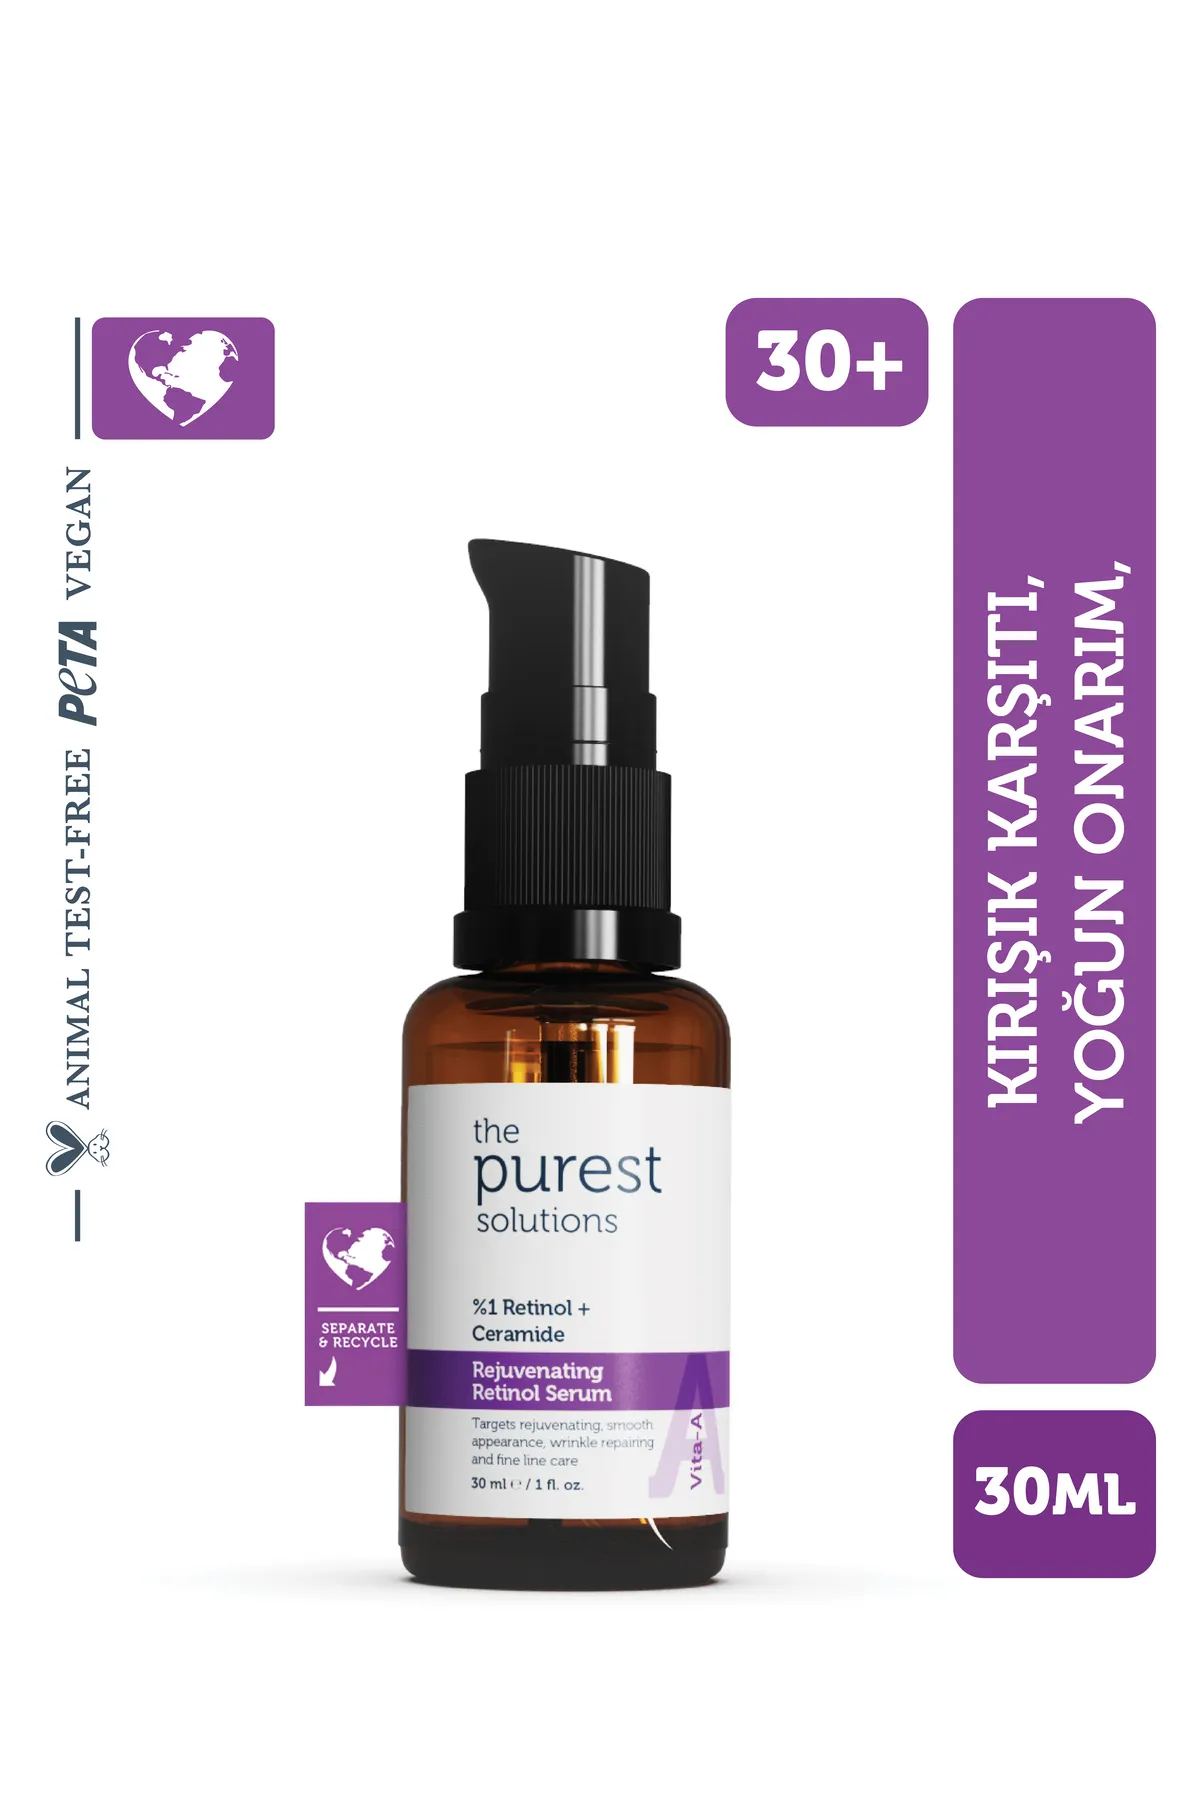 ANIMAL TEST-FREE PETA VEGAN
30+
KIRIŞIK KARŞITI,
YOĞUN ONARIM,
30ML
the
purest
solutions
%1 Retinol +
Ceramide
Rejuvenating
Retinol Serum
Targets rejuvenating, smooth
appearance, wrinkle repairing
and fine line care
30 ml ℮ / 1 fl. oz.
A
Vita-A
SEPARATE
& RECYCLE